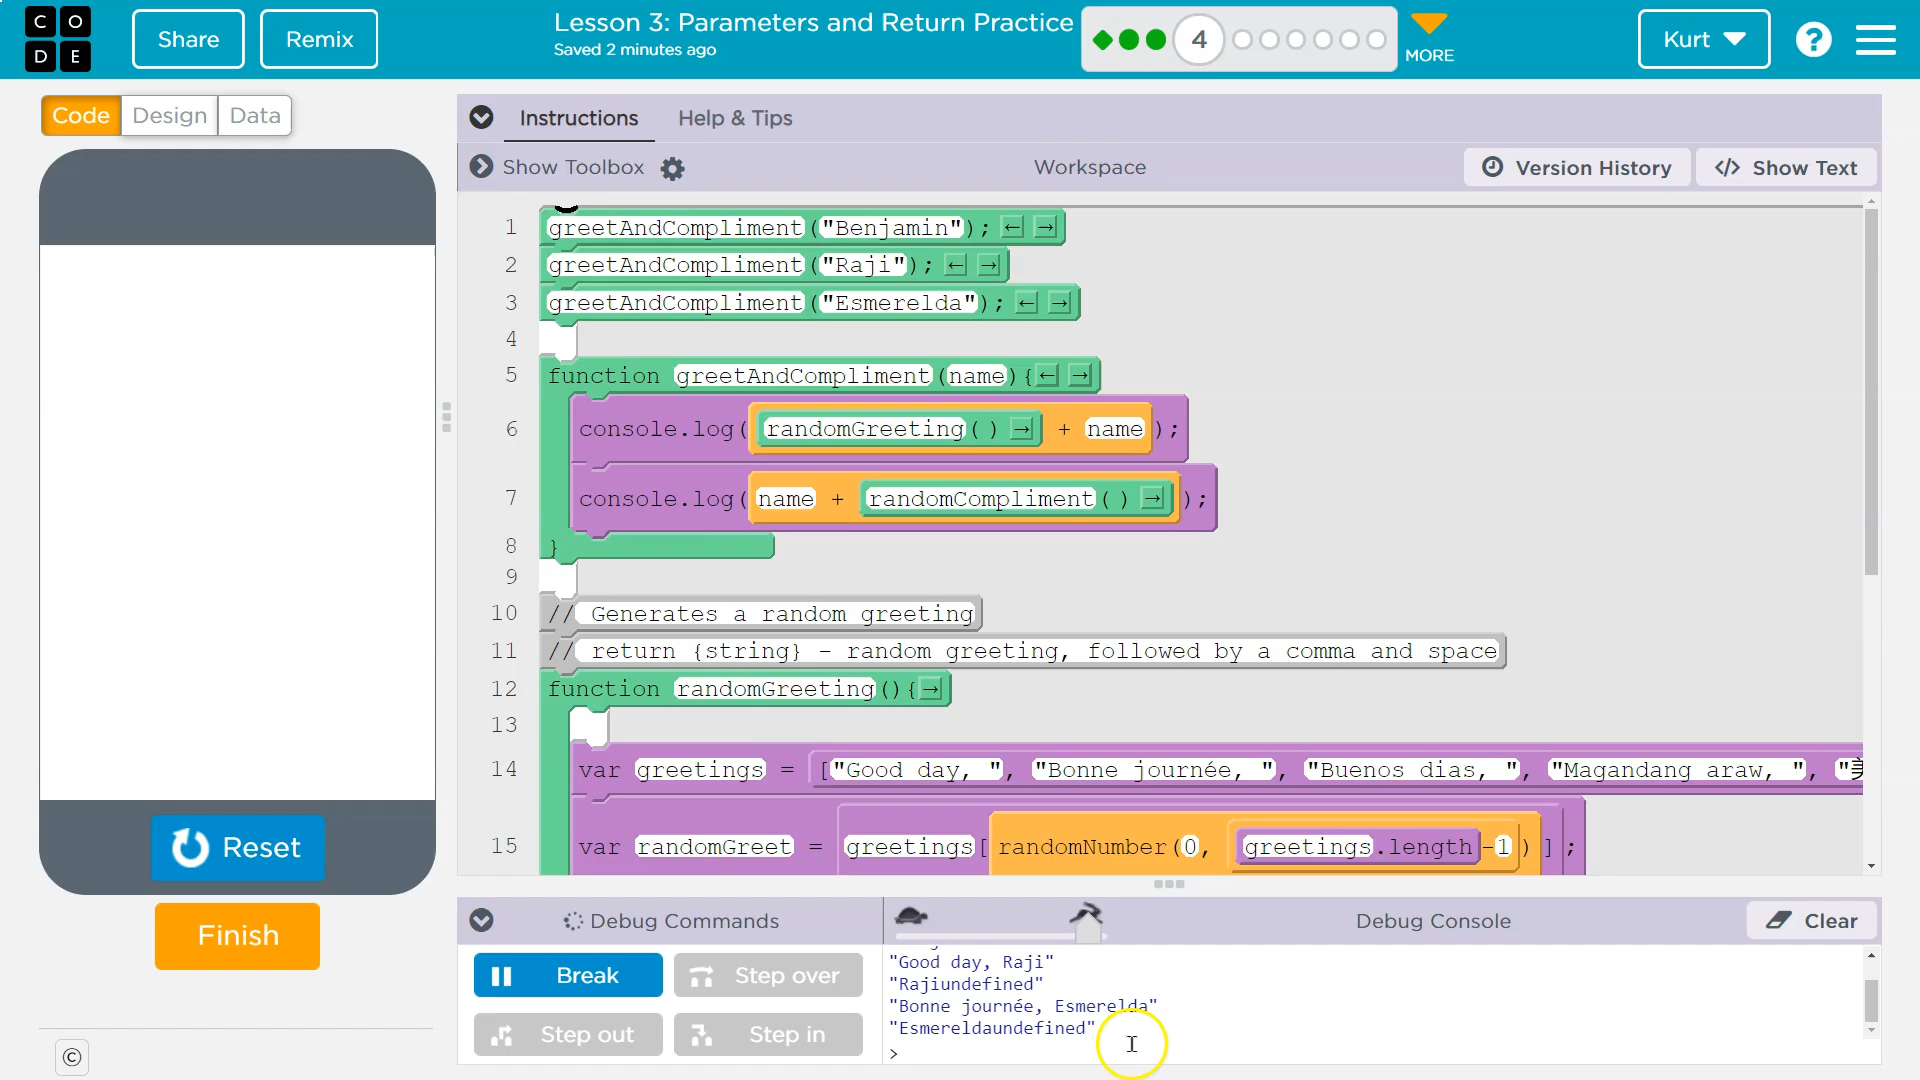 CODE
Share
Remix
Lesson 3: Parameters and Return Practice
Saved 2 minutes ago
4
MORE
Kurt
?
Code
Design
Data
Instructions
Help & Tips
Show Toolbox
Workspace
Version History
</> Show Text
1 greetAndCompliment("Benjamin"); ← →
2 greetAndCompliment("Raji"); ← →
3 greetAndCompliment("Esmerelda"); ← →
4
5 function greetAndCompliment(name){ ← →
6 console.log(randomGreeting() → + name);
7 console.log(name + randomCompliment() →);
8 }
9
10 // Generates a random greeting
11 // return {string} - random greeting, followed by a comma and space
12 function randomGreeting(){ →
13
14 var greetings = ["Good day, ", "Bonne journée, ", "Buenos dias, ", "Magandang araw, ", "
15 var randomGreet = greetings[randomNumber(0, greetings.length-1)];
Reset
Finish
©
Debug Commands
Break
Step over
Step out
Step in
Debug Console
Clear
"Good day, Raji"
"Rajiundefined"
"Bonne journée, Esmerelda"
"Esmereldaundefined"
>